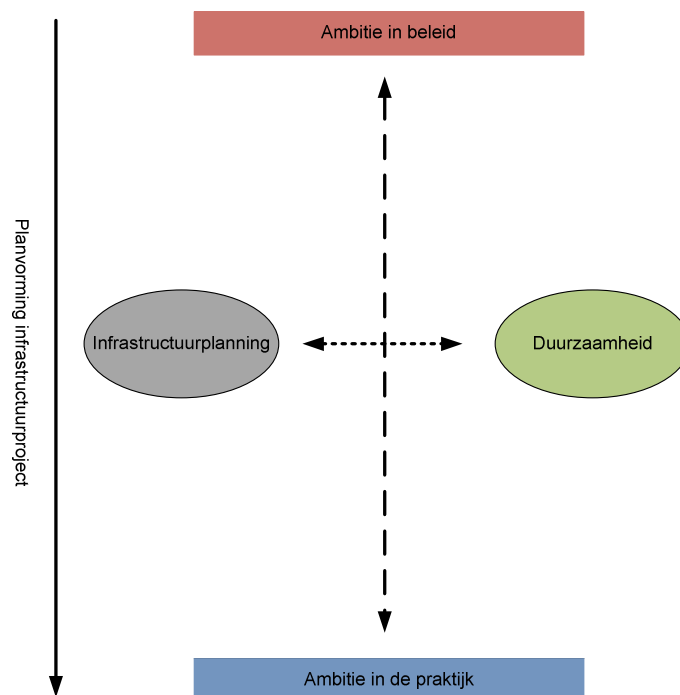 Ambitie in beleid
Planvorming infrastructuurproject
Infrastructuurplanning
Duurzaamheid
Ambitie in de praktijk